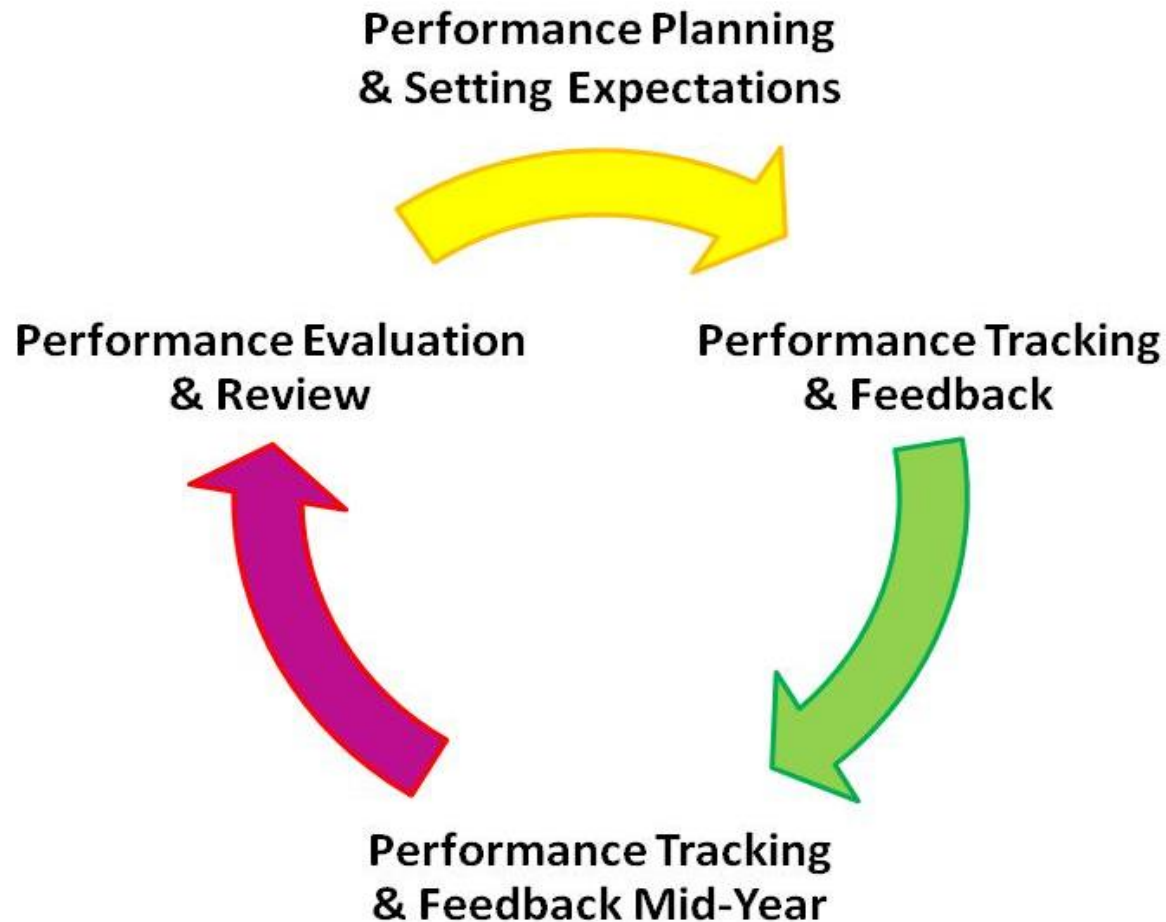 Performance Planning
& Setting Expectations
Performance Evaluation
& Review
Performance Tracking
& Feedback
Performance Tracking
& Feedback Mid-Year